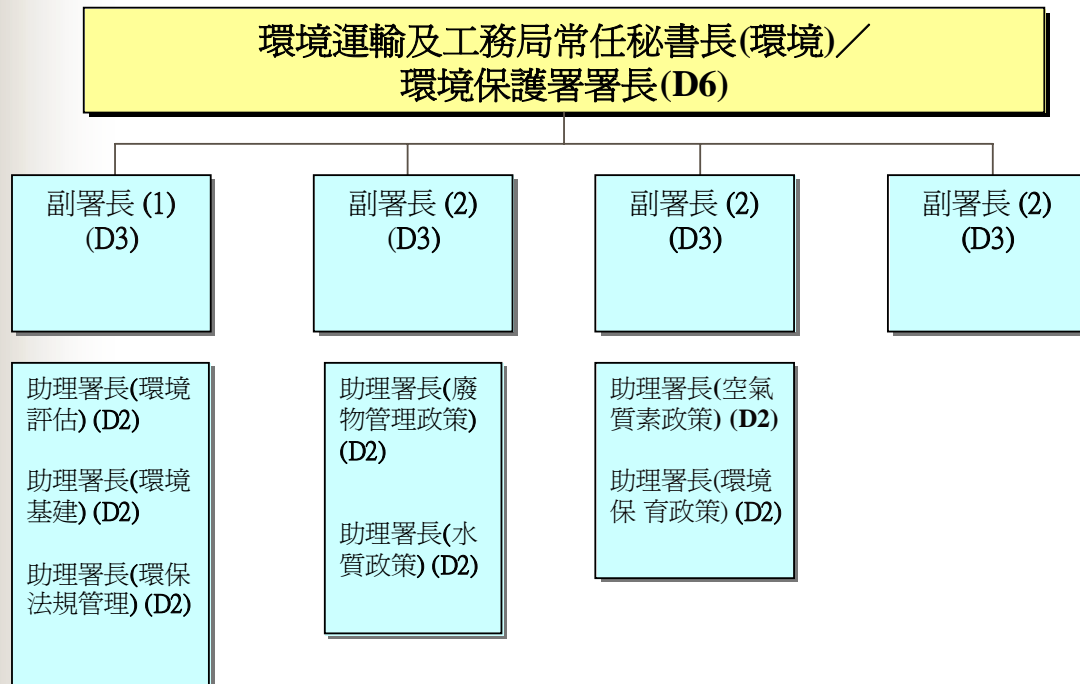 環境運輸及工務局常任秘書長(環境)／
環境保護署署長(D6)
副署長 (1)
(D3)
副署長 (2)
(D3)
副署長 (2)
(D3)
副署長 (2)
(D3)
助理署長(環境
評估) (D2)
助理署長(環境
基建) (D2)
助理署長(環保
法規管理) (D2)
助理署長(廢
物管理政策)
(D2)
助理署長(水
質政策) (D2)
助理署長(空氣
質素政策) (D2)
助理署長(環境
保 育政策) (D2)